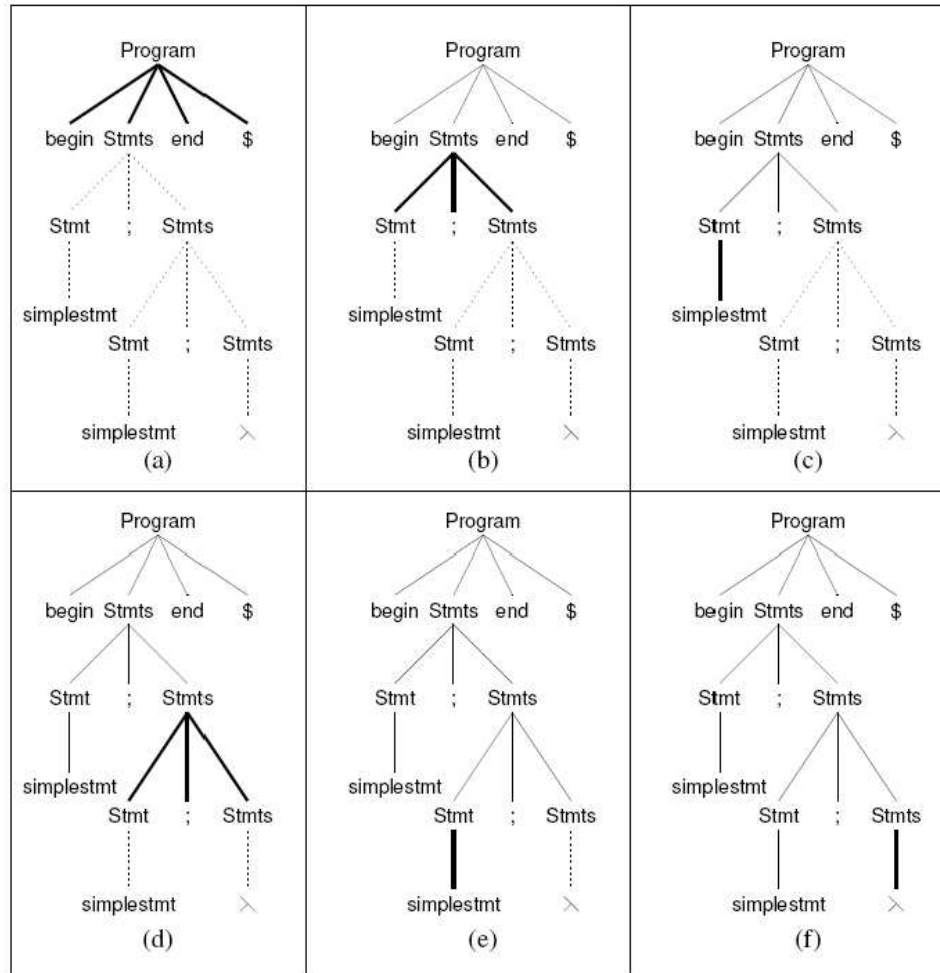 Program
begin Stmts end $
Stmt ; Stmts
simplestmt
Stmt ; Stmts
simplestmt λ
(a)
Program
begin Stmts end $
Stmt ; Stmts
simplestmt
Stmt ; Stmts
simplestmt λ
(b)
Program
begin Stmts end $
Stmt ; Stmts
simplestmt
Stmt ; Stmts
simplestmt λ
(c)
Program
begin Stmts end $
Stmt ; Stmts
simplestmt
Stmt ; Stmts
simplestmt λ
(d)
Program
begin Stmts end $
Stmt ; Stmts
simplestmt
Stmt ; Stmts
simplestmt λ
(e)
Program
begin Stmts end $
Stmt ; Stmts
simplestmt
Stmt ; Stmts
simplestmt λ
(f)